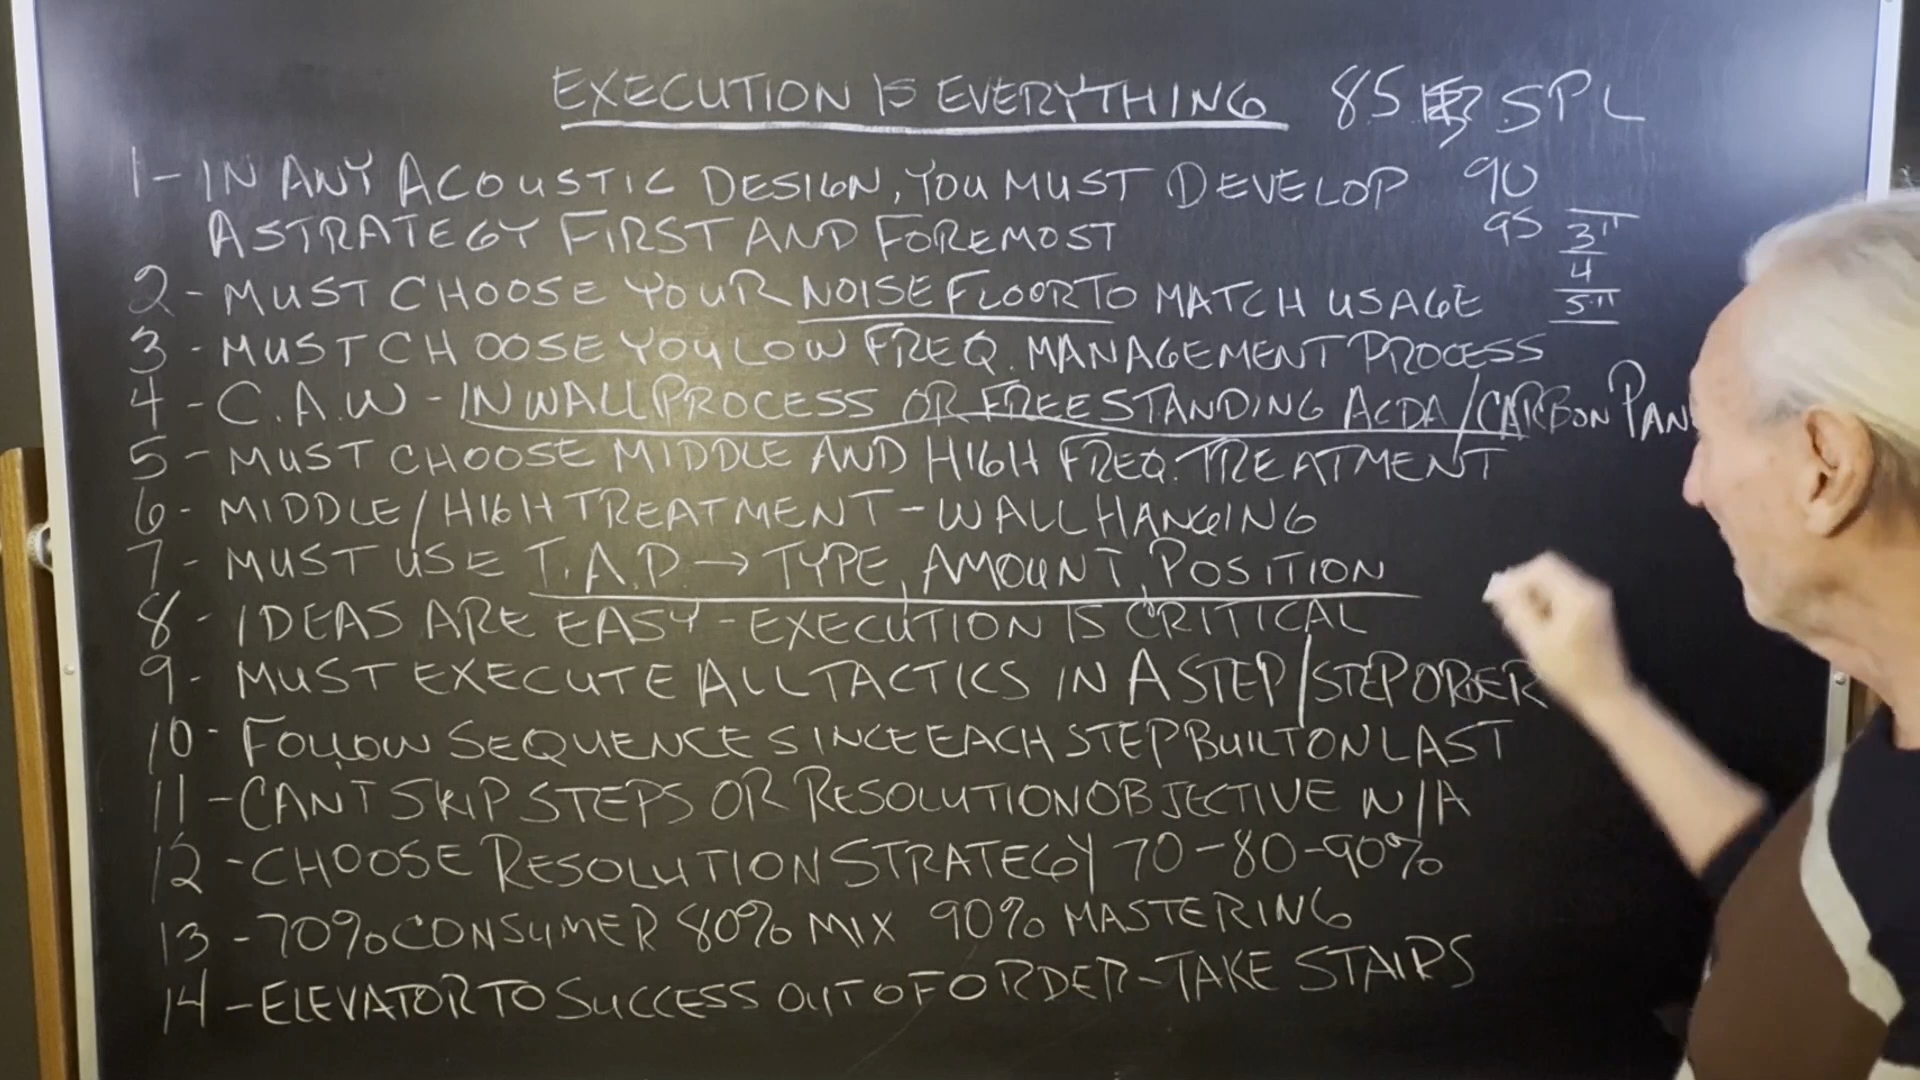 EXECUTION IS EVERYTHING 85 SPL
1- IN ANY ACOUSTIC DESIGN, YOU MUST DEVELOP 90
A STRATEGY FIRST AND FOREMOST 95 3"
4
2- MUST CHOOSE YOUR NOISE FLOOR TO MATCH USAGE 5"
3- MUST CHOOSE YOU LOW FREQ. MANAGEMENT PROCESS
4- C.A.W - IN WALL PROCESS OR FREESTANDING ACDA/CARBON PAN
5- MUST CHOOSE MIDDLE AND HIGH FREQ. TREATMENT
6- MIDDLE/HIGH TREATMENT - WALL HANGING
7- MUST USE T.A.P. → TYPE, AMOUNT, POSITION
8- IDEAS ARE EASY - EXECUTION IS CRITICAL
9- MUST EXECUTE ALL TACTICS IN A STEP/STEP ORDER
10- FOLLOW SEQUENCE SINCE EACH STEP BUILT ON LAST
11- CANT SKIP STEPS OR RESOLUTION OBJECTIVE N/A
12- CHOOSE RESOLUTION STRATEGY 70-80-90%
13- 70% CONSUMER 80% MIX 90% MASTERING
14- ELEVATOR TO SUCCESS OUT OF ORDER - TAKE STAIRS